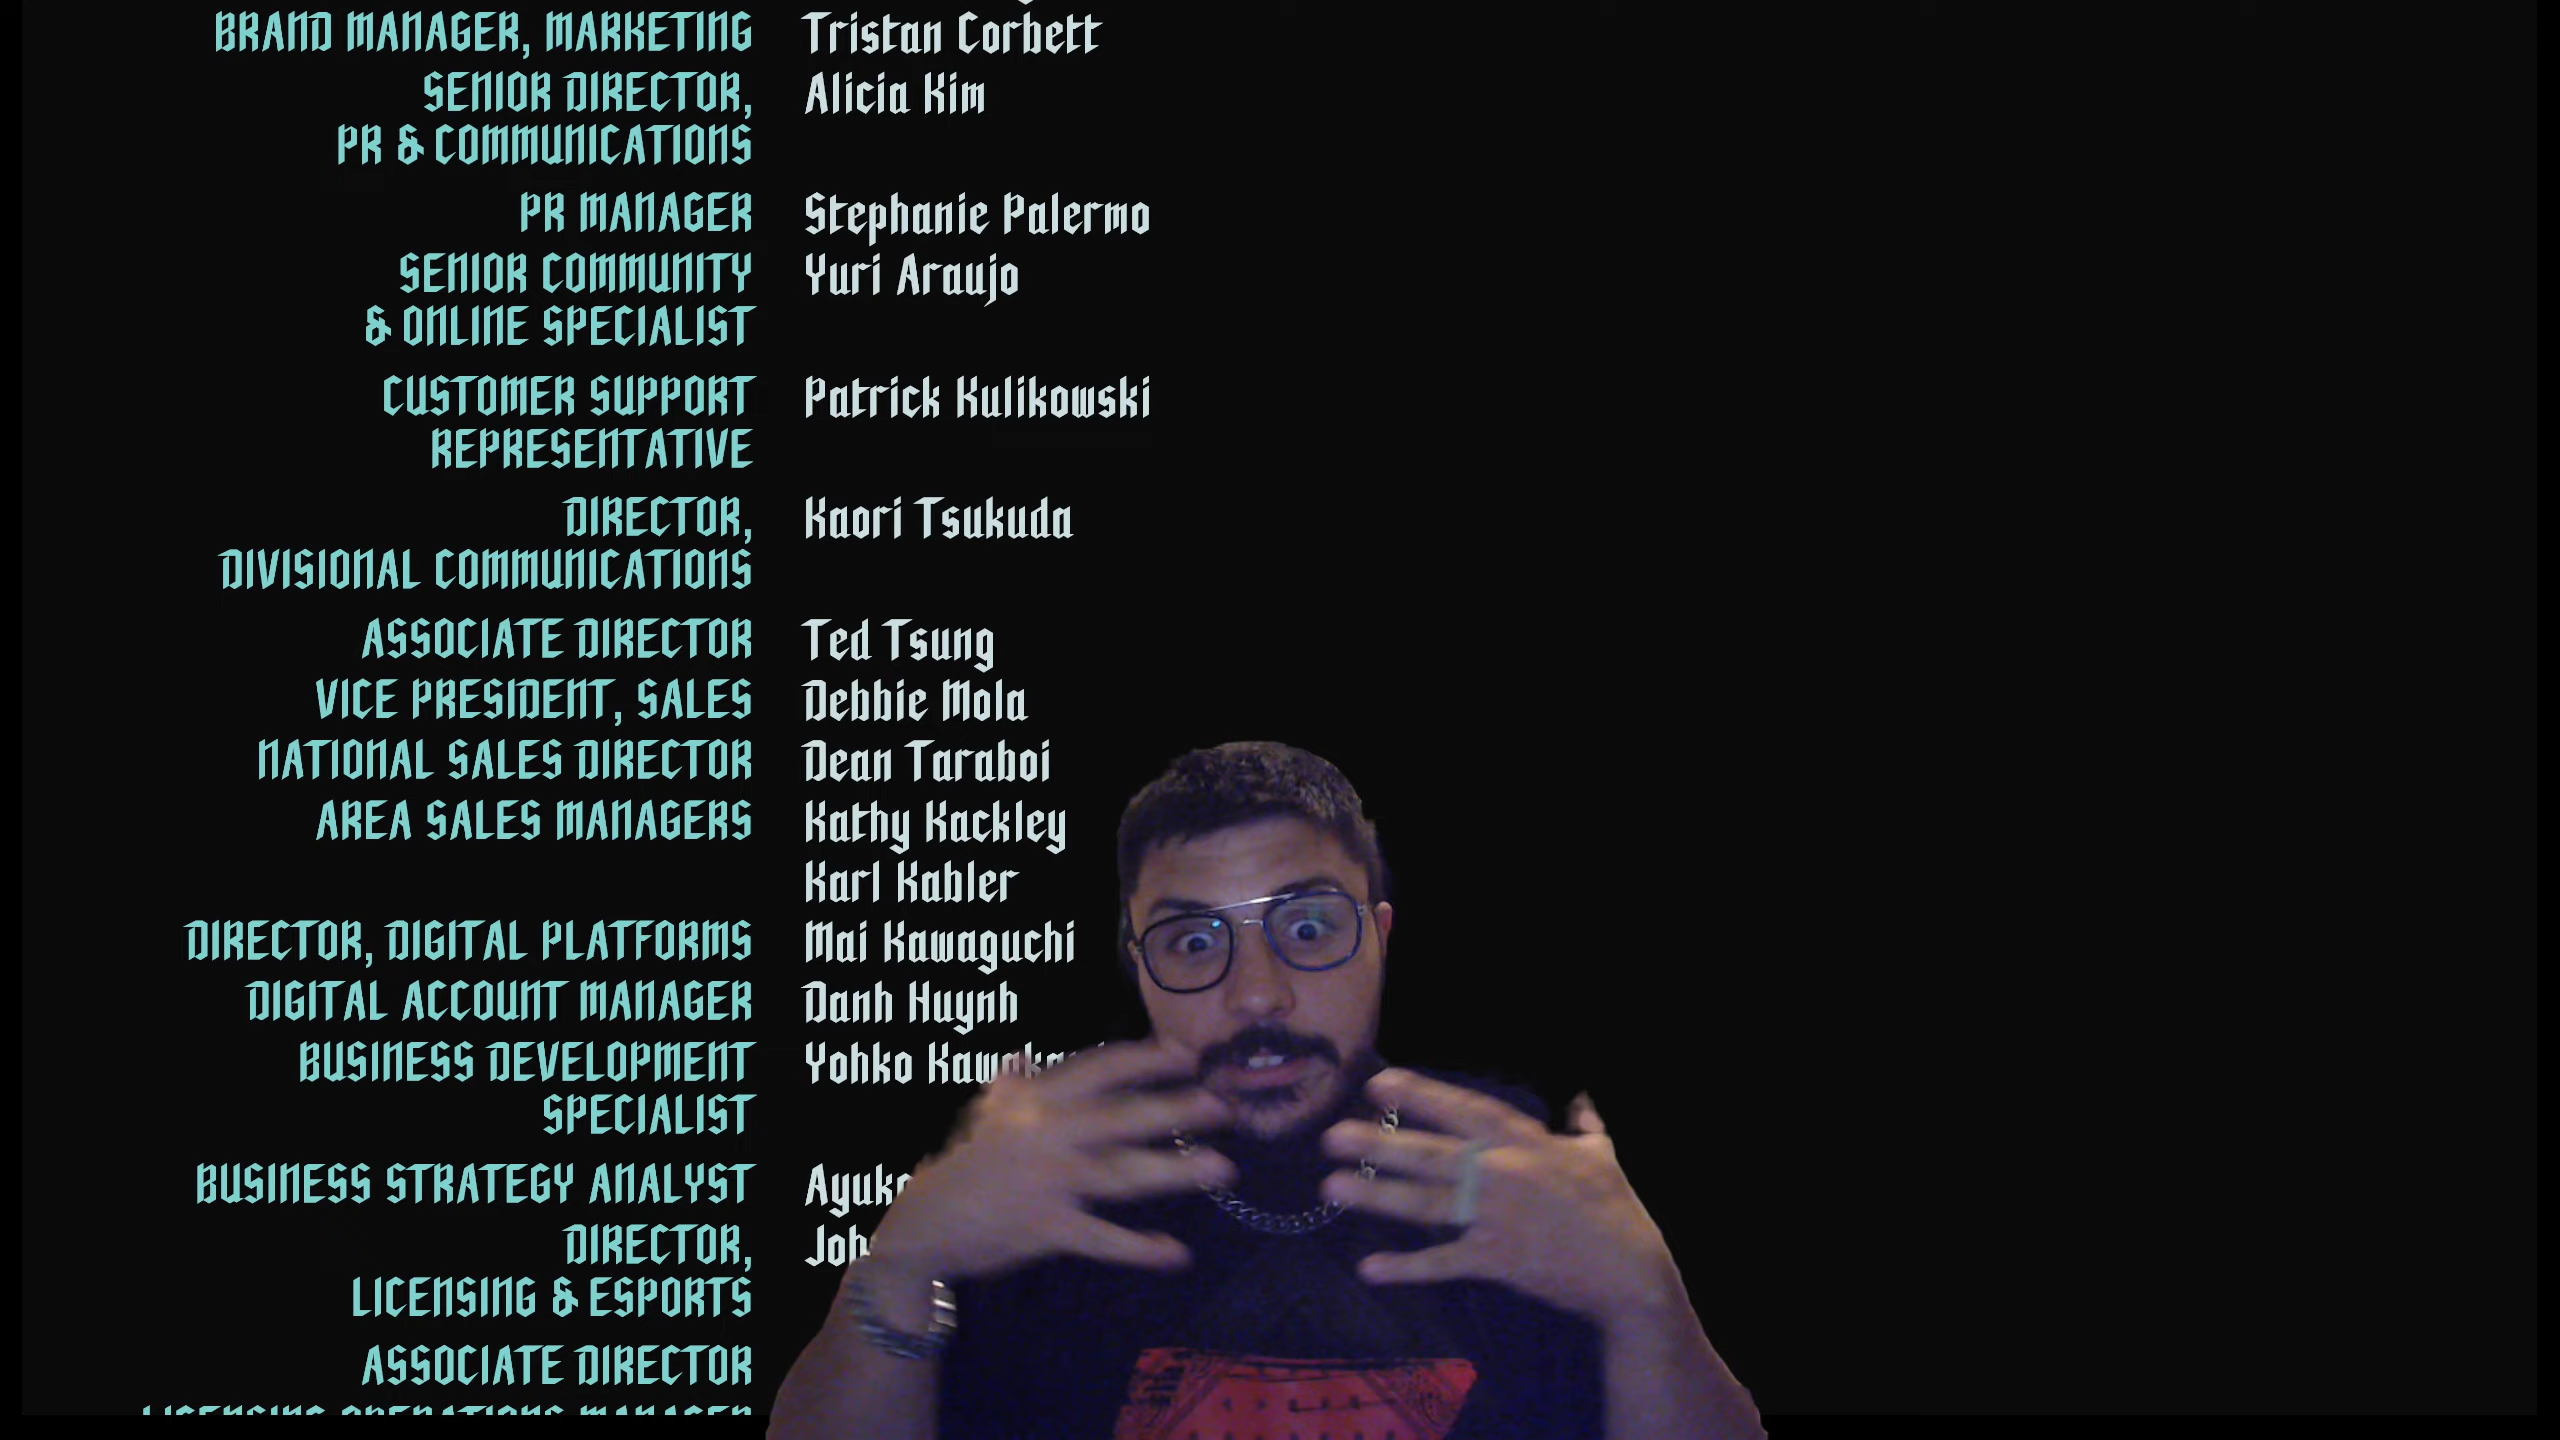 BRAND MANAGER, MARKETING Tristan Corbett
SENIOR DIRECTOR, Alicia Kim
PR & COMMUNICATIONS
PR MANAGER Stephanie Palermo
SENIOR COMMUNITY Yuri Araujo
& ONLINE SPECIALIST
CUSTOMER SUPPORT Patrick Kulikowski
REPRESENTATIVE
DIRECTOR, Kaori Tsukuda
DIVISIONAL COMMUNICATIONS
ASSOCIATE DIRECTOR Ted Tsung
VICE PRESIDENT, SALES Debbie Mola
NATIONAL SALES DIRECTOR Dean Taraboi
AREA SALES MANAGERS Kathy Kackley
Karl Kabler
DIRECTOR, DIGITAL PLATFORMS Mai Kawaguchi
DIGITAL ACCOUNT MANAGER Danh Huynh
BUSINESS DEVELOPMENT Yohko
SPECIALIST
BUSINESS STRATEGY ANALYST
DIRECTOR,
LICENSING & ESPORTS
ASSOCIATE DIRECTOR
LICENSING OPERATIONS MANAGER